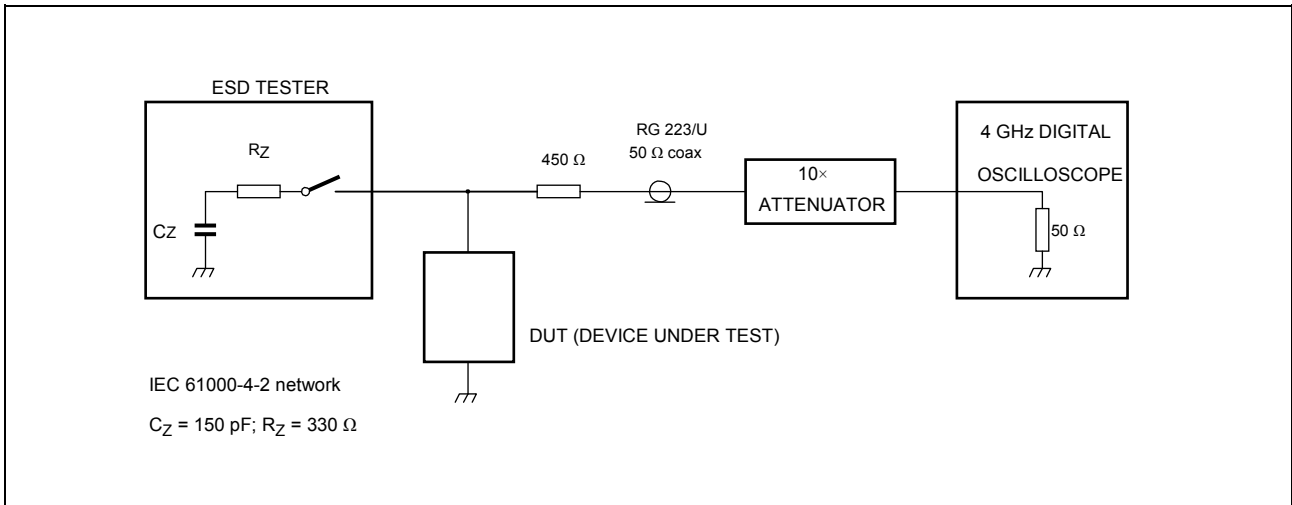 ESD TESTER
RZ
CZ
450 Ω
RG 223/U
50 Ω coax
10×
ATTENUATOR
4 GHz DIGITAL
OSCILLOSCOPE
50 Ω
DUT (DEVICE UNDER TEST)
IEC 61000-4-2 network
CZ = 150 pF; RZ = 330 Ω